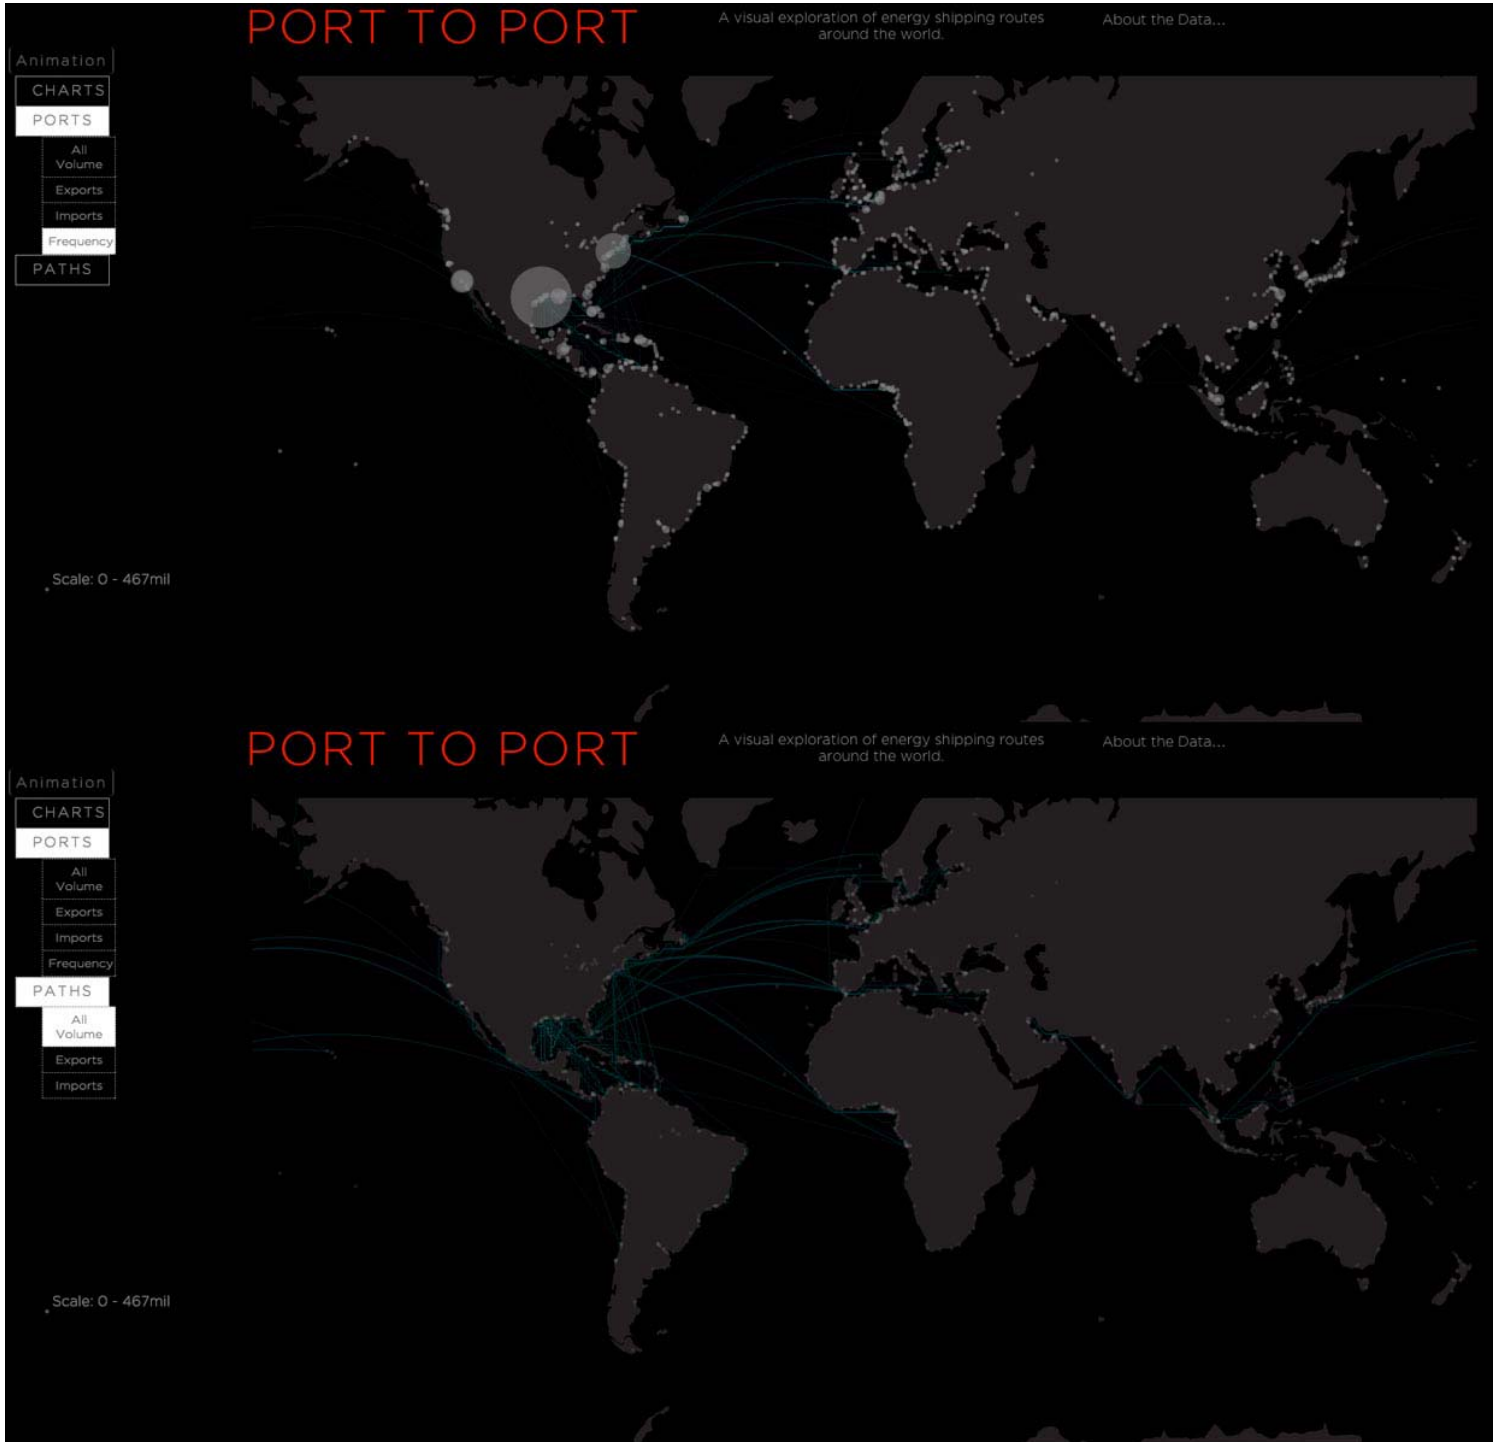 PORT TO PORT
A visual exploration of energy shipping routes
around the world.
About the Data...
Animation
CHARTS
PORTS
All
Volume
Exports
Imports
Frequency
PATHS
Scale: 0 - 467mil
PORT TO PORT
A visual exploration of energy shipping routes
around the world.
About the Data...
Animation
CHARTS
PORTS
All
Volume
Exports
Imports
Frequency
PATHS
All
Volume
Exports
Imports
Scale: 0 - 467mil